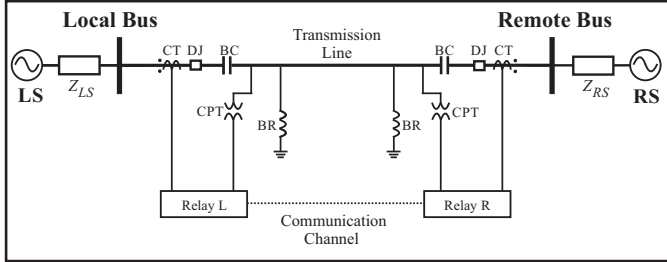 Local Bus
Remote Bus
Transmission
Line
CT DJ BC
BC DJ CT
LS
Z_LS
Z_RS
RS
CPT
BR
BR
CPT
Relay L
Relay R
Communication
Channel